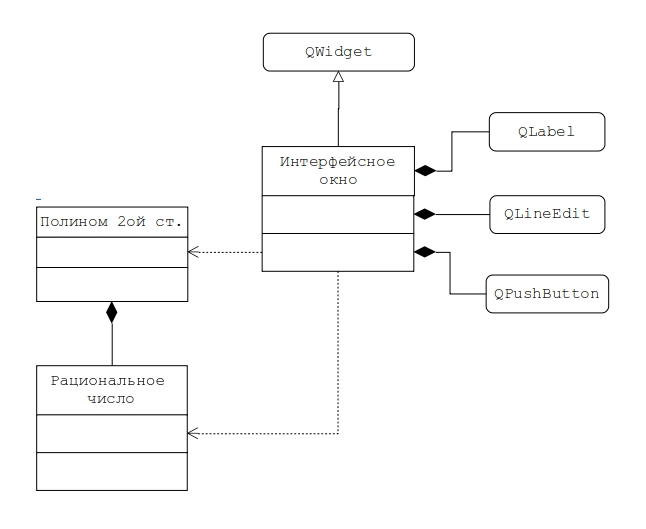 QWidget
QLabel
Интерфейсное
окно
QLineEdit
Полином 2ой ст.
QPushButton
Рациональное
число